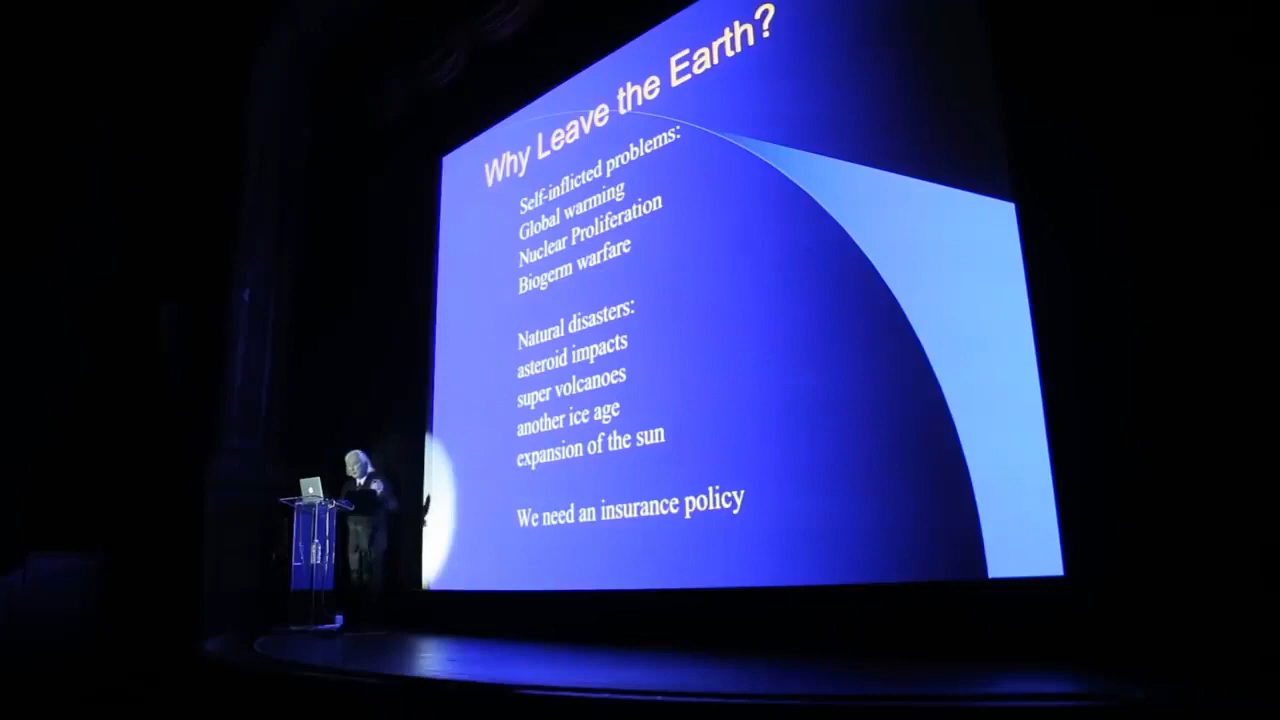 Why Leave the Earth?
Self-inflicted problems:
Global warming
Nuclear Proliferation
Biogerm warfare
Natural disasters:
asteroid impacts
super volcanoes
another ice age
expansion of the sun
We need an insurance policy